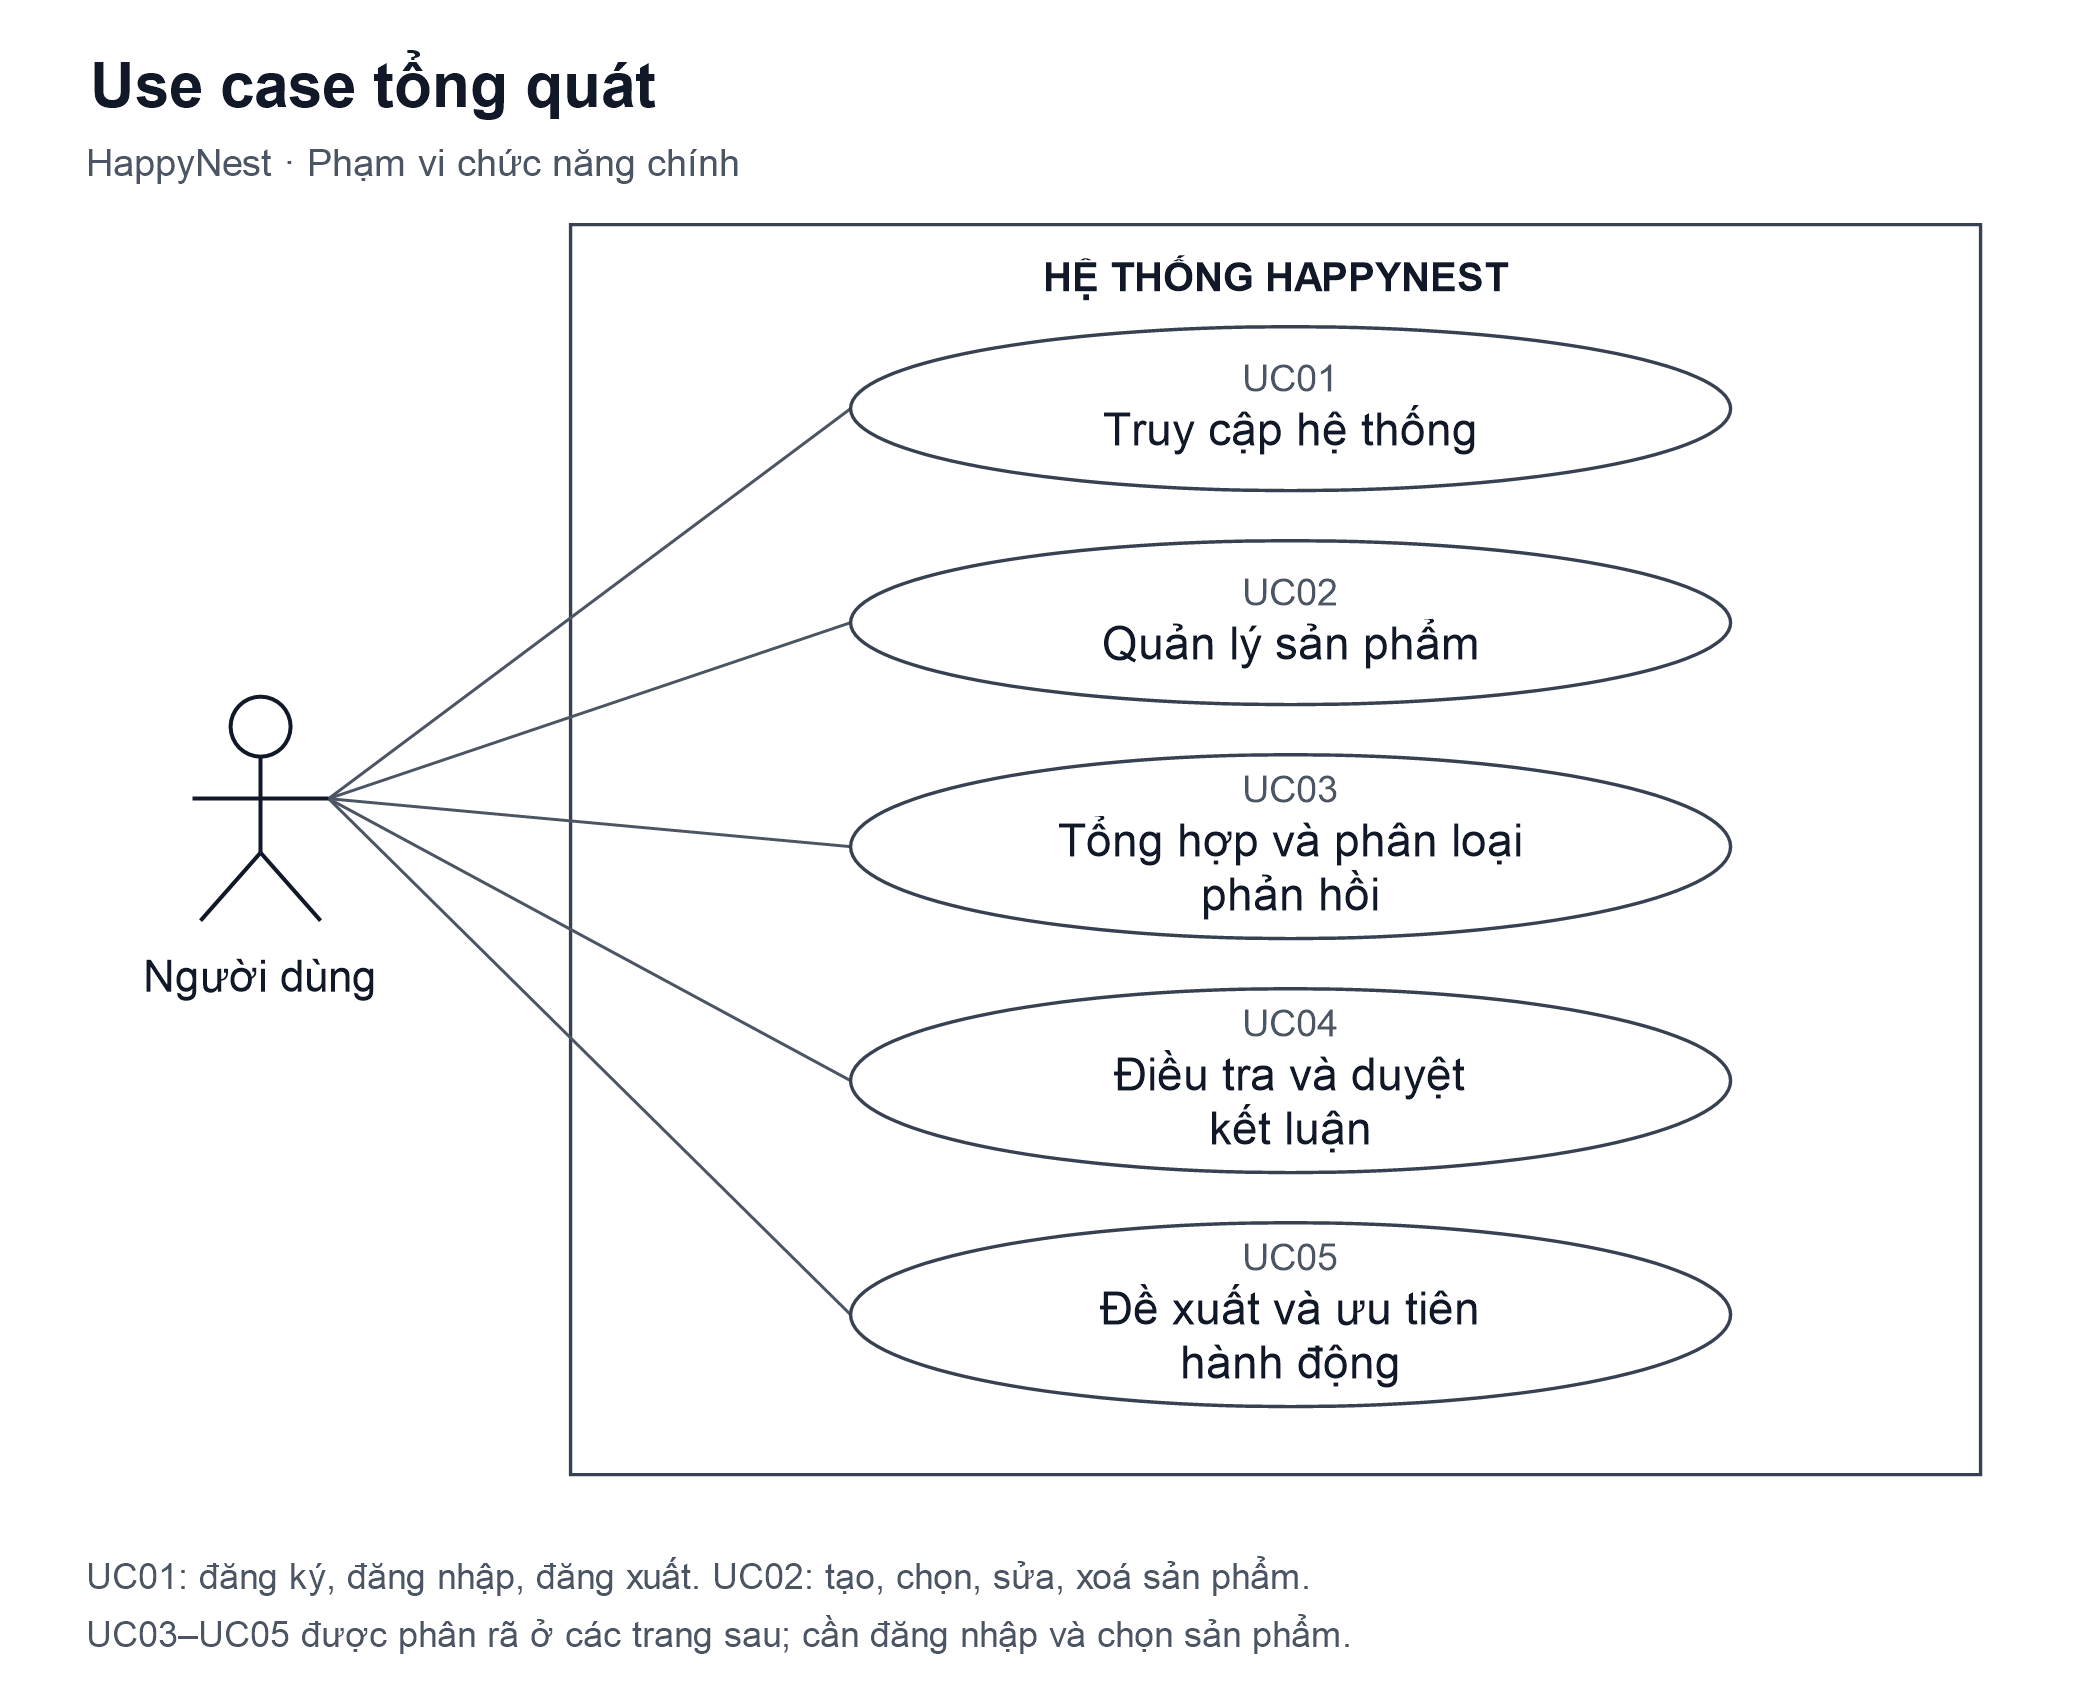 Use case tổng quát
HappyNest · Phạm vi chức năng chính
HỆ THỐNG HAPPYNEST
UC01
Truy cập hệ thống
UC02
Quản lý sản phẩm
UC03
Tổng hợp và phân loại
phản hồi
Người dùng
UC04
Điều tra và duyệt
kết luận
UC05
Đề xuất và ưu tiên
hành động
UC01: đăng ký, đăng nhập, đăng xuất. UC02: tạo, chọn, sửa, xoá sản phẩm.
UC03–UC05 được phân rã ở các trang sau; cần đăng nhập và chọn sản phẩm.